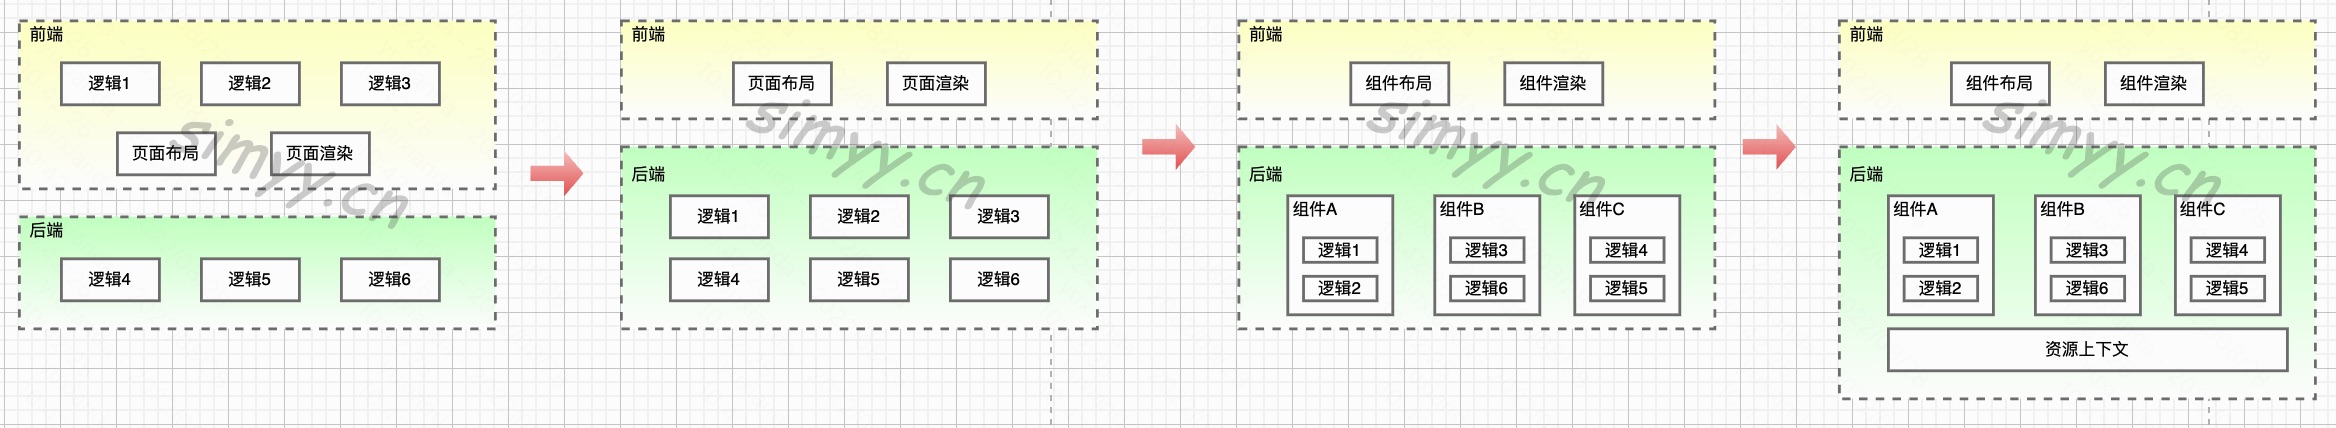 前端
逻辑1
逻辑2
逻辑3
页面布局
页面渲染
后端
逻辑4
逻辑5
逻辑6
simyy.cn
前端
页面布局
页面渲染
后端
逻辑1
逻辑2
逻辑3
逻辑4
逻辑5
逻辑6
simyy.cn
前端
组件布局
组件渲染
后端
组件A
逻辑1
逻辑2
组件B
逻辑3
逻辑6
组件C
逻辑4
逻辑5
simyy.cn
前端
组件布局
组件渲染
后端
组件A
逻辑1
逻辑2
组件B
逻辑3
逻辑6
组件C
逻辑4
逻辑5
资源上下文
simyy.cn